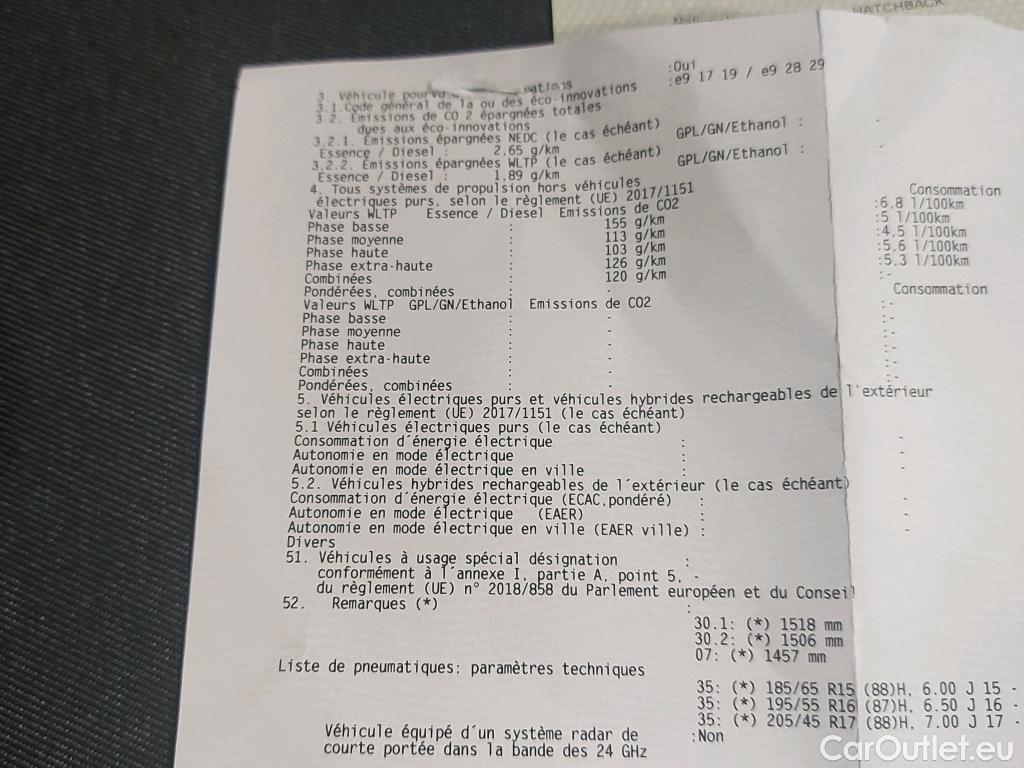 HATCHBACK
3. Véhicule pourvu vations :Oui
3.1.Code général de la ou des éco-innovations :e9 17 19 / e9 28 29
3.2. Emissions de CO 2 épargnées totales
dues aux éco-innovations
3.2.1. Emissions épargnées NEDC (le cas échéant)
Essence / Diesel : 2.65 g/km GPL/GN/Ethanol : -
3.2.2. Emissions épargnées WLTP (le cas échéant)
Essence / Diesel : 1.89 g/km GPL/GN/Ethanol : -
4. Tous systèmes de propulsion hors véhicules
électriques purs, selon le règlement (UE) 2017/1151
Valeurs WLTP Essence / Diesel Emissions de CO2 Consommation
Phase basse : 155 g/km :6,8 l/100km
Phase moyenne : 113 g/km :5 l/100km
Phase haute : 103 g/km :4,5 l/100km
Phase extra-haute : 126 g/km :5,6 l/100km
Combinées : 120 g/km :5,3 l/100km
Pondérées, combinées : - :-
Valeurs WLTP GPL/GN/Ethanol Emissions de CO2 Consommation
Phase basse : - :-
Phase moyenne : - :-
Phase haute : - :-
Phase extra-haute : - :-
Combinées : - :-
Pondérées, combinées : - :-
5. Véhicules électriques purs et véhicules hybrides rechargeables de l'extérieur
selon le règlement (UE) 2017/1151 (le cas échéant)
5.1 Véhicules électriques purs (le cas échéant)
Consommation d'énergie électrique : -
Autonomie en mode électrique : -
Autonomie en mode électrique en ville : -
5.2. Véhicules hybrides rechargeables de l'extérieur (le cas échéant)
Consommation d'énergie électrique (ECAC,pondéré) : -
Autonomie en mode électrique (EAER) : -
Autonomie en mode électrique en ville (EAER ville) : -
Divers
51. Véhicules à usage spécial désignation :
conformément à l'annexe I, partie A, point 5, -
du règlement (UE) n° 2018/858 du Parlement européen et du Conseil
52. Remarques (*) :
30.1: (*) 1518 mm
30.2: (*) 1506 mm
07: (*) 1457 mm
Liste de pneumatiques: paramètres techniques
35: (*) 185/65 R15 (88)H, 6.00 J 15 -
35: (*) 195/55 R16 (87)H, 6.50 J 16 -
35: (*) 205/45 R17 (88)H, 7.00 J 17 -
Véhicule équipé d'un système radar de :Non
courte portée dans la bande des 24 GHz
CarOutlet.eu